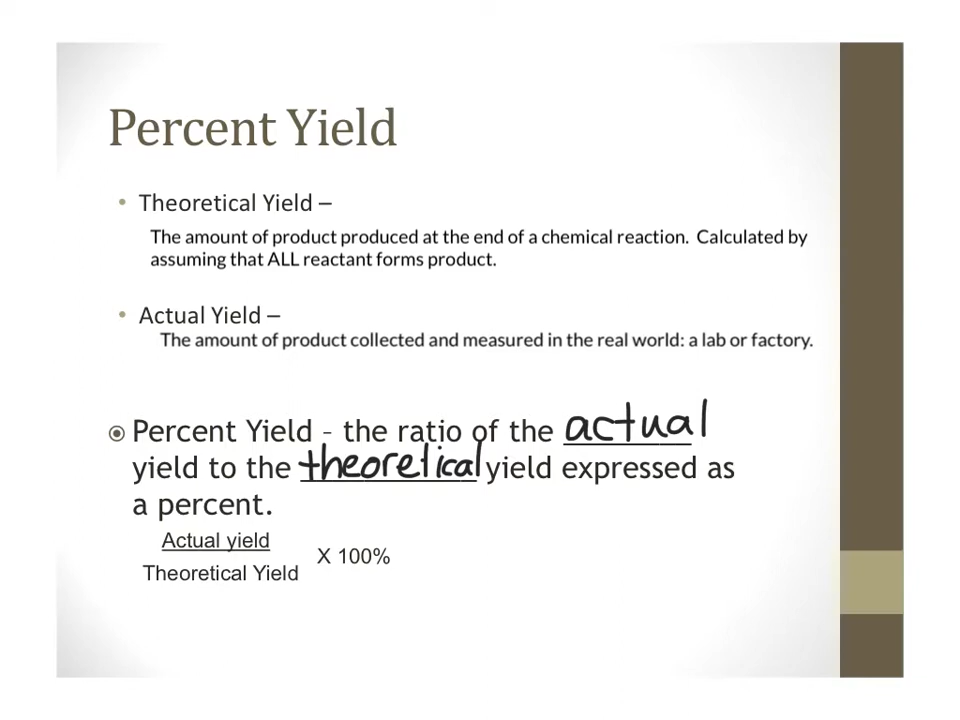 Percent Yield
• Theoretical Yield –
The amount of product produced at the end of a chemical reaction. Calculated by
assuming that ALL reactant forms product.
• Actual Yield –
The amount of product collected and measured in the real world: a lab or factory.
Percent Yield – the ratio of the actual
yield to the theoretical yield expressed as
a percent.
Actual yield
X 100%
Theoretical Yield